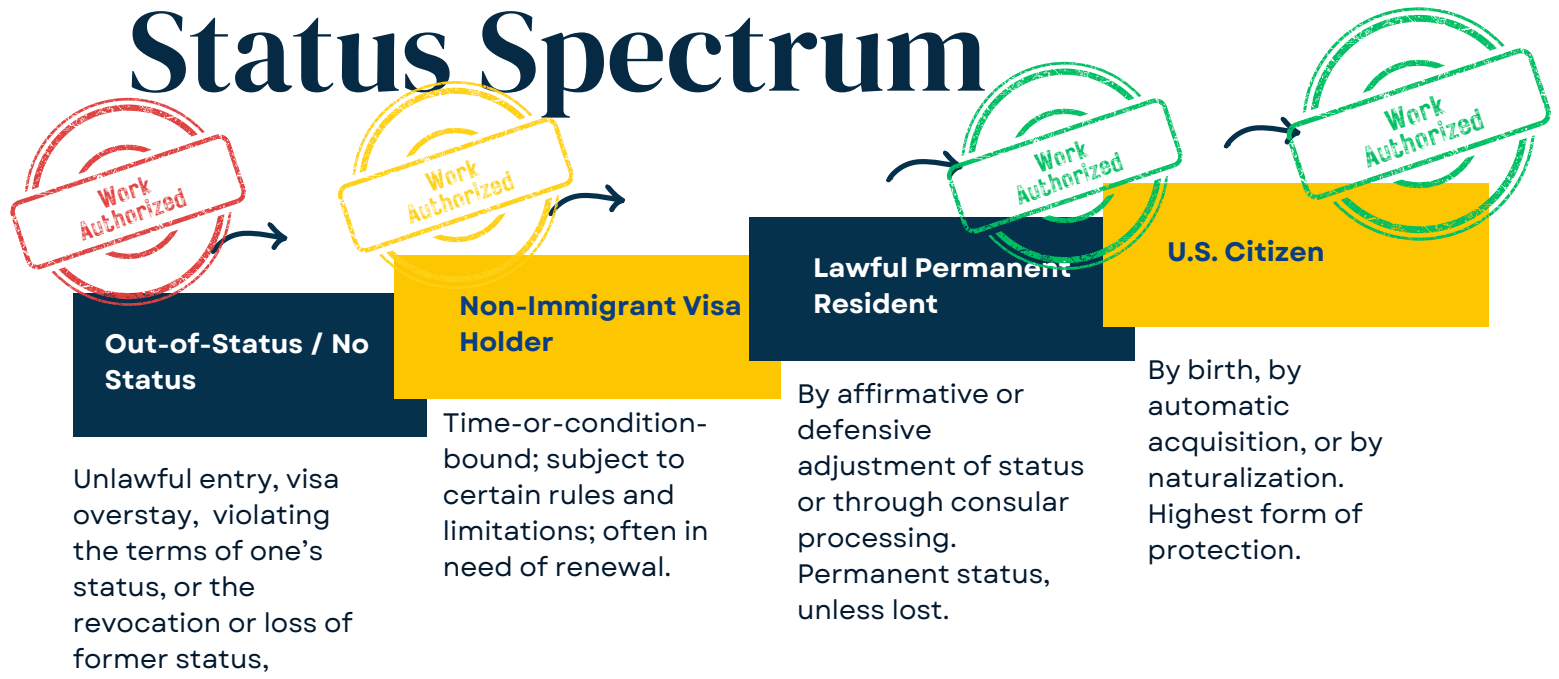 Status Spectrum
Work
Authorized
Out-of-Status / No
Status
Unlawful entry, visa
overstay,  violating
the terms of one’s
status, or the
revocation or loss of
former status,
Work
Authorized
Non-Immigrant Visa
Holder
Time-or-condition-
bound; subject to
certain rules and
limitations; often in
need of renewal.
Work
Authorized
Lawful Permanent
Resident
By affirmative or
defensive
adjustment of status
or through consular
processing.
Permanent status,
unless lost.
Work
Authorized
U.S. Citizen
By birth, by
automatic
acquisition, or by
naturalization.
Highest form of
protection.